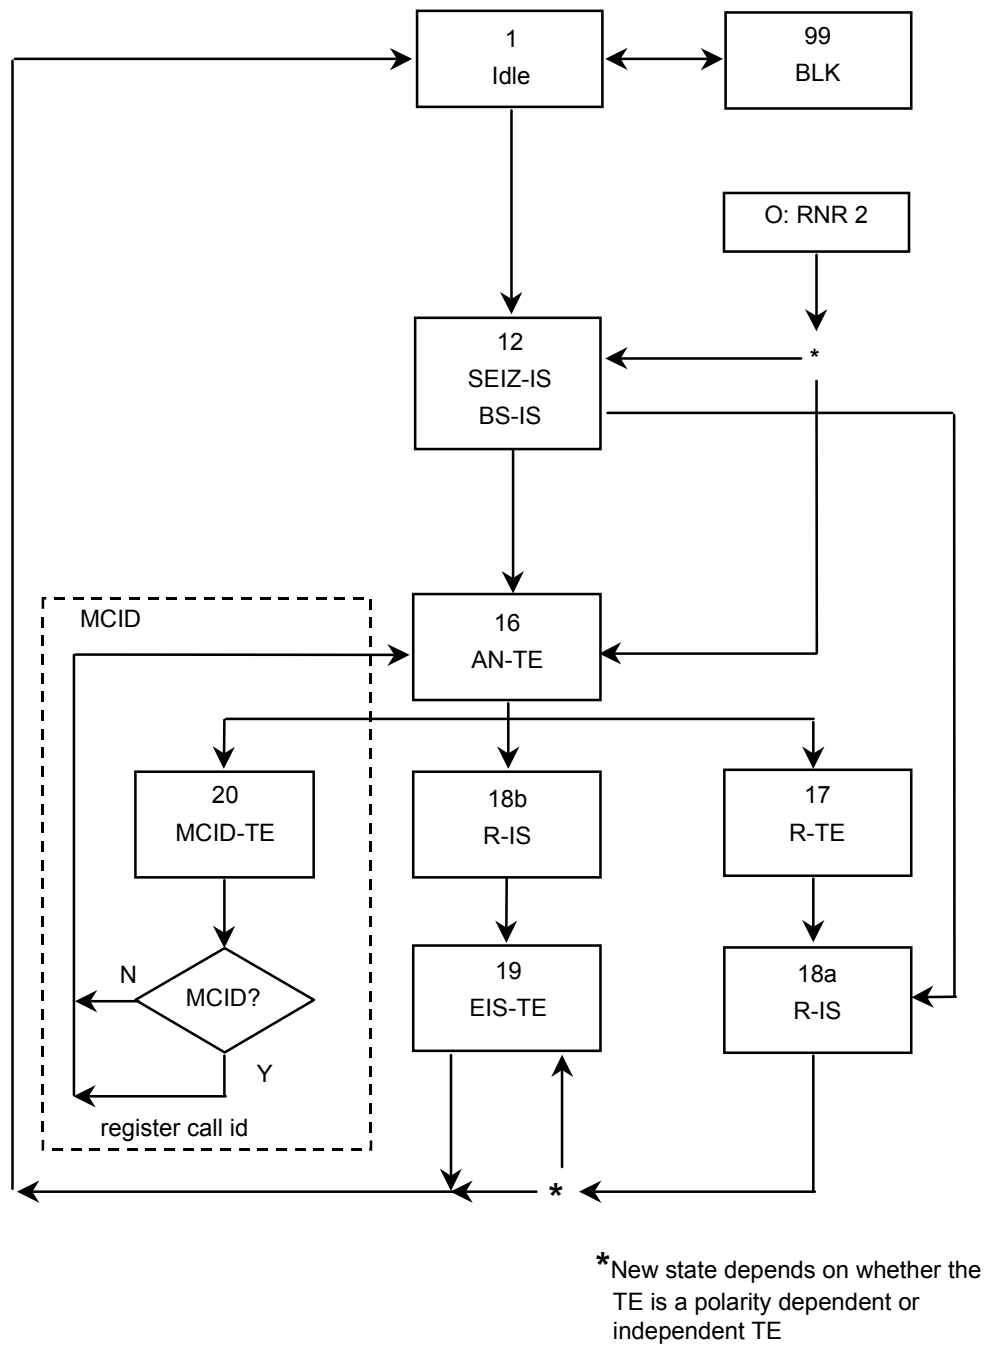 1
Idle
99
BLK
O: RNR 2
12
SEIZ-IS
BS-IS
*
MCID
16
AN-TE
20
MCID-TE
18b
R-IS
17
R-TE
N
MCID?
Y
register call id
19
EIS-TE
18a
R-IS
*
*New state depends on whether the
TE is a polarity dependent or
independent TE